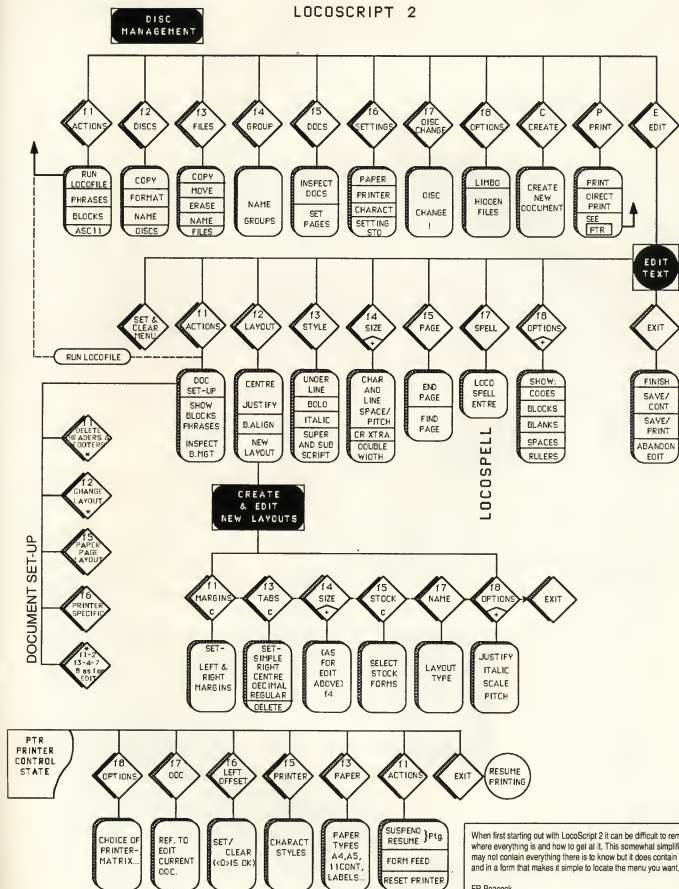 LOCOSCRIPT 2
DISC
MANAGEMENT
f1
ACTIONS
f2
DISCS
f3
FILES
f4
GROUP
f5
DOCS
f6
SETTINGS
f7
DISC
CHANGE
f8
OPTIONS
C
CREATE
P
PRINT
E
EDIT
RUN
LOCOFILE
PHRASES
BLOCKS
ASC11
COPY
FORMAT
NAME
DISCS
COPY
MOVE
ERASE
NAME
FILES
NAME
GROUPS
INSPECT
DOCS
SET
PAGES
PAPER
PRINTER
CHARACT
SETTING
STD
DISC
CHANGE
!
LIMBO
HIDDEN
FILES
CREATE
NEW
DOCUMENT
PRINT
DIRECT
PRINT
SEE
PTR
EDIT
TEXT
SET &
CLEAR
MENU
f1
ACTIONS
f2
LAYOUT
f3
STYLE
f4
SIZE
+
f5
PAGE
f7
SPELL
f8
OPTIONS
+
EXIT
RUN LOCOFILE
DOC
SET-UP
SHOW
BLOCKS
PHRASES
INSPECT
B.MGT
CENTRE
JUSTIFY
B.ALIGN
NEW
LAYOUT
UNDER
LINE
BOLD
ITALIC
SUPER
AND SUB
SCRIPT
CHAR
AND
LINE
SPACE/
PITCH
CR XTRA
DOUBLE
WIDTH
END
PAGE
FIND
PAGE
LOCO
SPELL
ENTRE
LOCOSPELL
SHOW:
CODES
BLOCKS
BLANKS
SPACES
RULERS
FINISH
SAVE/
CONT
SAVE/
PRINT
ABANDON
EDIT
DOCUMENT SET-UP
f1
DELETE
HEADERS &
FOOTERS
*
f2
CHANGE
LAYOUT
*
f5
PAPER
PAGE
LAYOUT
f6
PRINTER
SPECIFIC
*
f1-2
f3-4-7
8 as for
EDIT
CREATE
& EDIT
NEW LAYOUTS
f1
MARGINS
C
f3
TABS
C
f4
SIZE
+
f5
STOCK
C
f7
NAME
f8
OPTIONS
+
EXIT
SET-
LEFT &
RIGHT
MARGINS
SET-
SIMPLE
RIGHT
CENTRE
DECIMAL
REGULAR
DELETE
(AS
FOR
EDIT
ABOVE)
f4
SELECT
STOCK
FORMS
LAYOUT
TYPE
JUSTIFY
ITALIC
SCALE
PITCH
PTR
PRINTER
CONTROL
STATE
f8
OPTIONS
f7
DOC
f6
LEFT
OFFSET
f5
PRINTER
f3
PAPER
f1
ACTIONS
EXIT
RESUME
PRINTING
CHOICE OF
PRINTER-
MATRIX...
REF. TO
EDIT
CURRENT
DOC.
SET/
CLEAR
(<0>IS OK)
CHARACT
STYLES
PAPER
TYPES
A4,A5,
11CONT,
LABELS...
SUSPEND
RESUME }Ptg.
FORM FEED
RESET PRINTER
When first starting out with LocoScript 2 it can be difficult to rem
where everything is and how to get at it. This somewhat simplifi
may not contain everything there is to know but it does contain
and in a form that makes it simple to locate the menu you want.